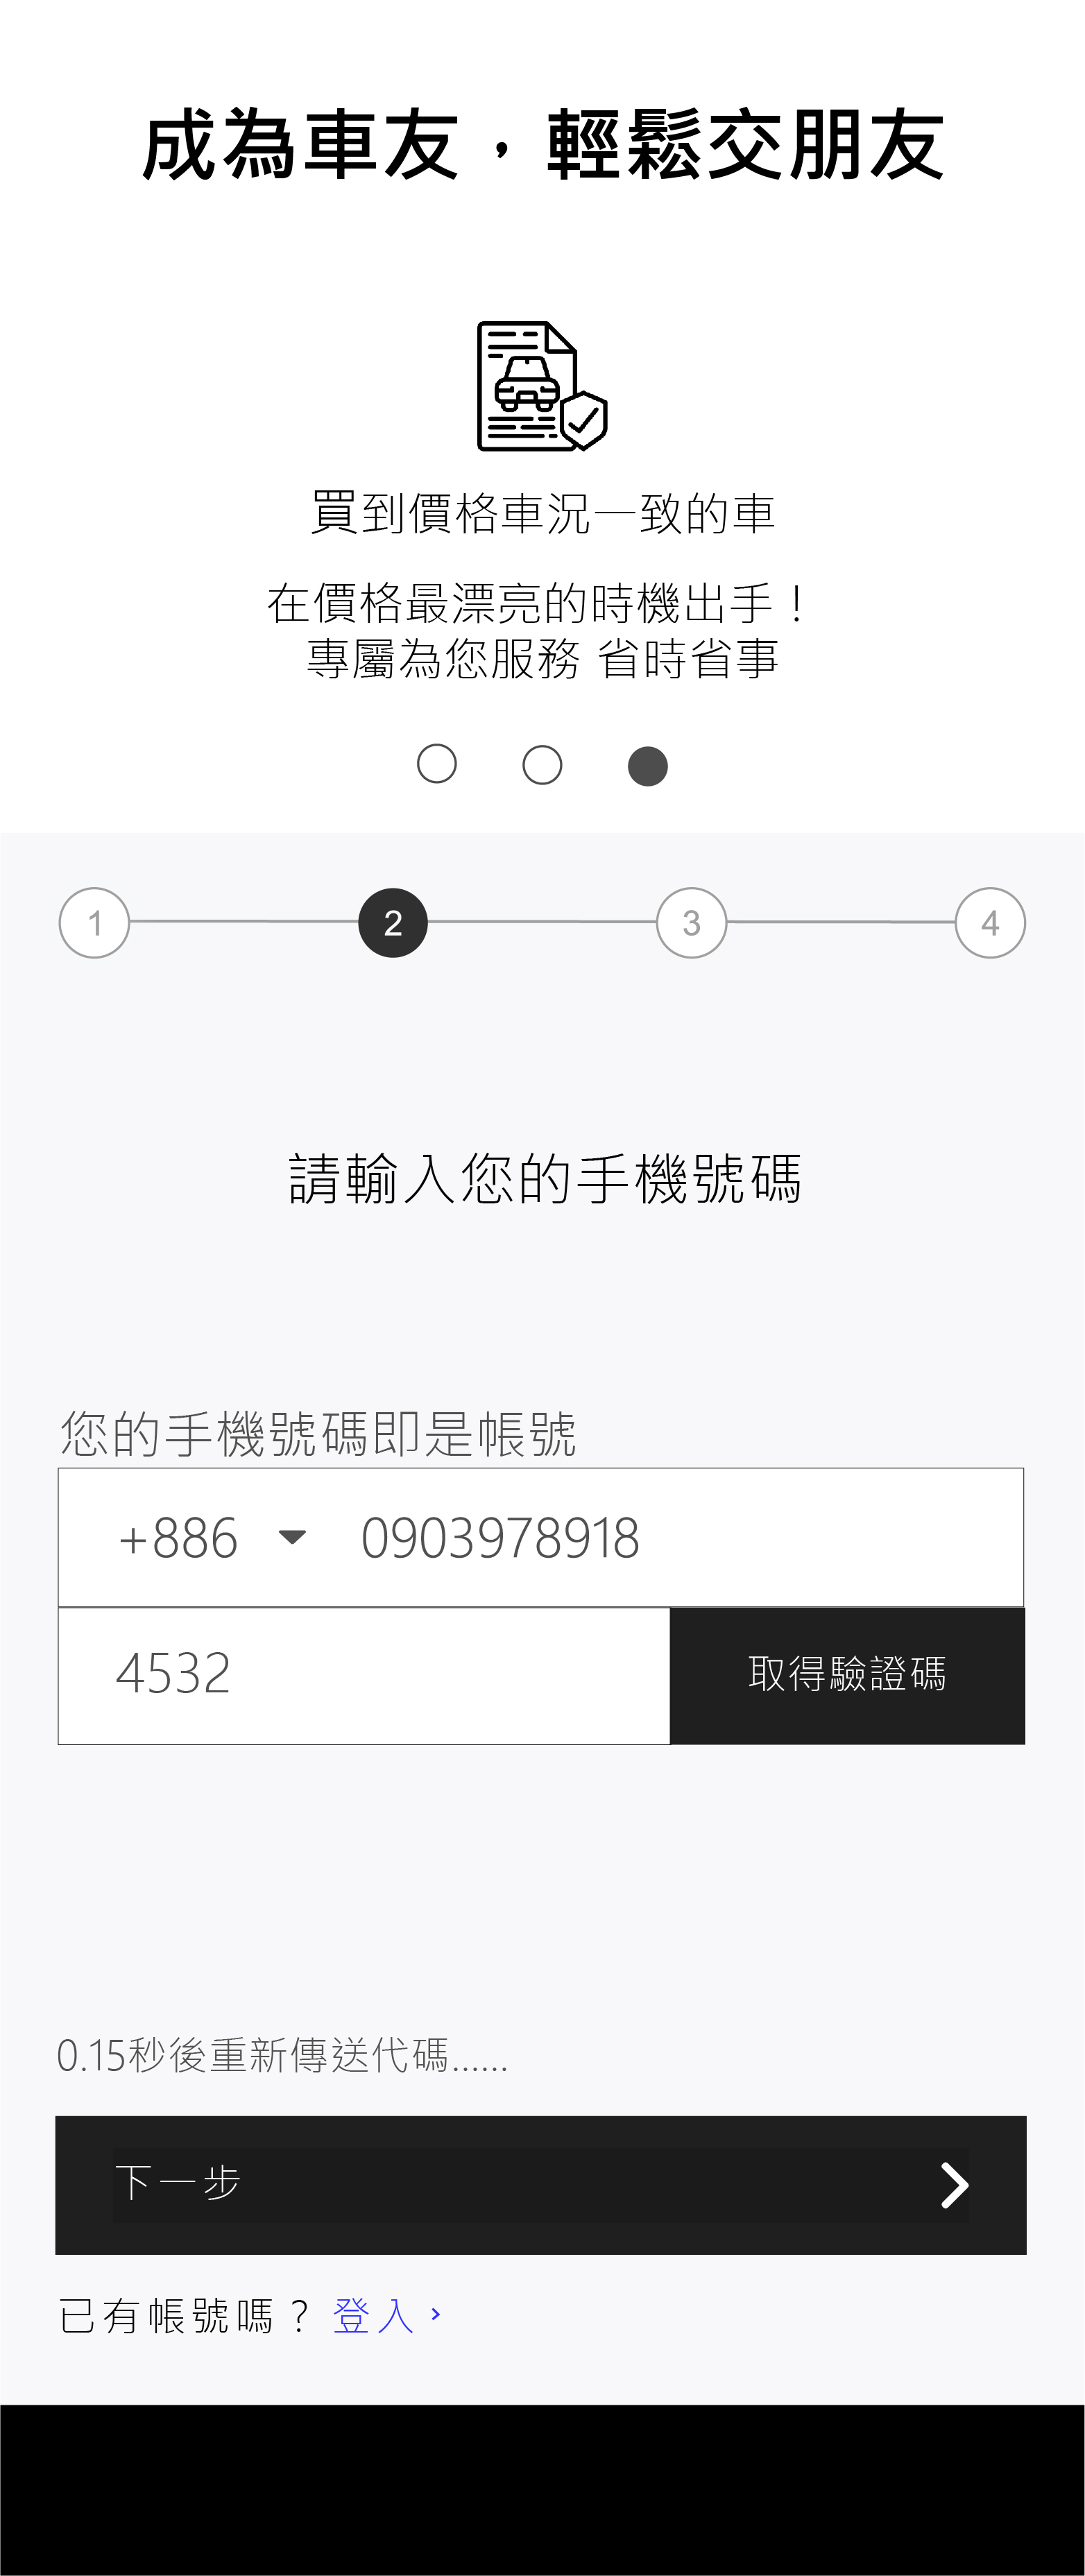 成為車友，輕鬆交朋友
買到價格車況一致的車
在價格最漂亮的時機出手！
專屬為您服務 省時省事
1 2 3 4
請輸入您的手機號碼
您的手機號碼即是帳號
+886 0903978918
4532 取得驗證碼
0.15秒後重新傳送代碼......
下一步
已有帳號嗎？ 登入 ›